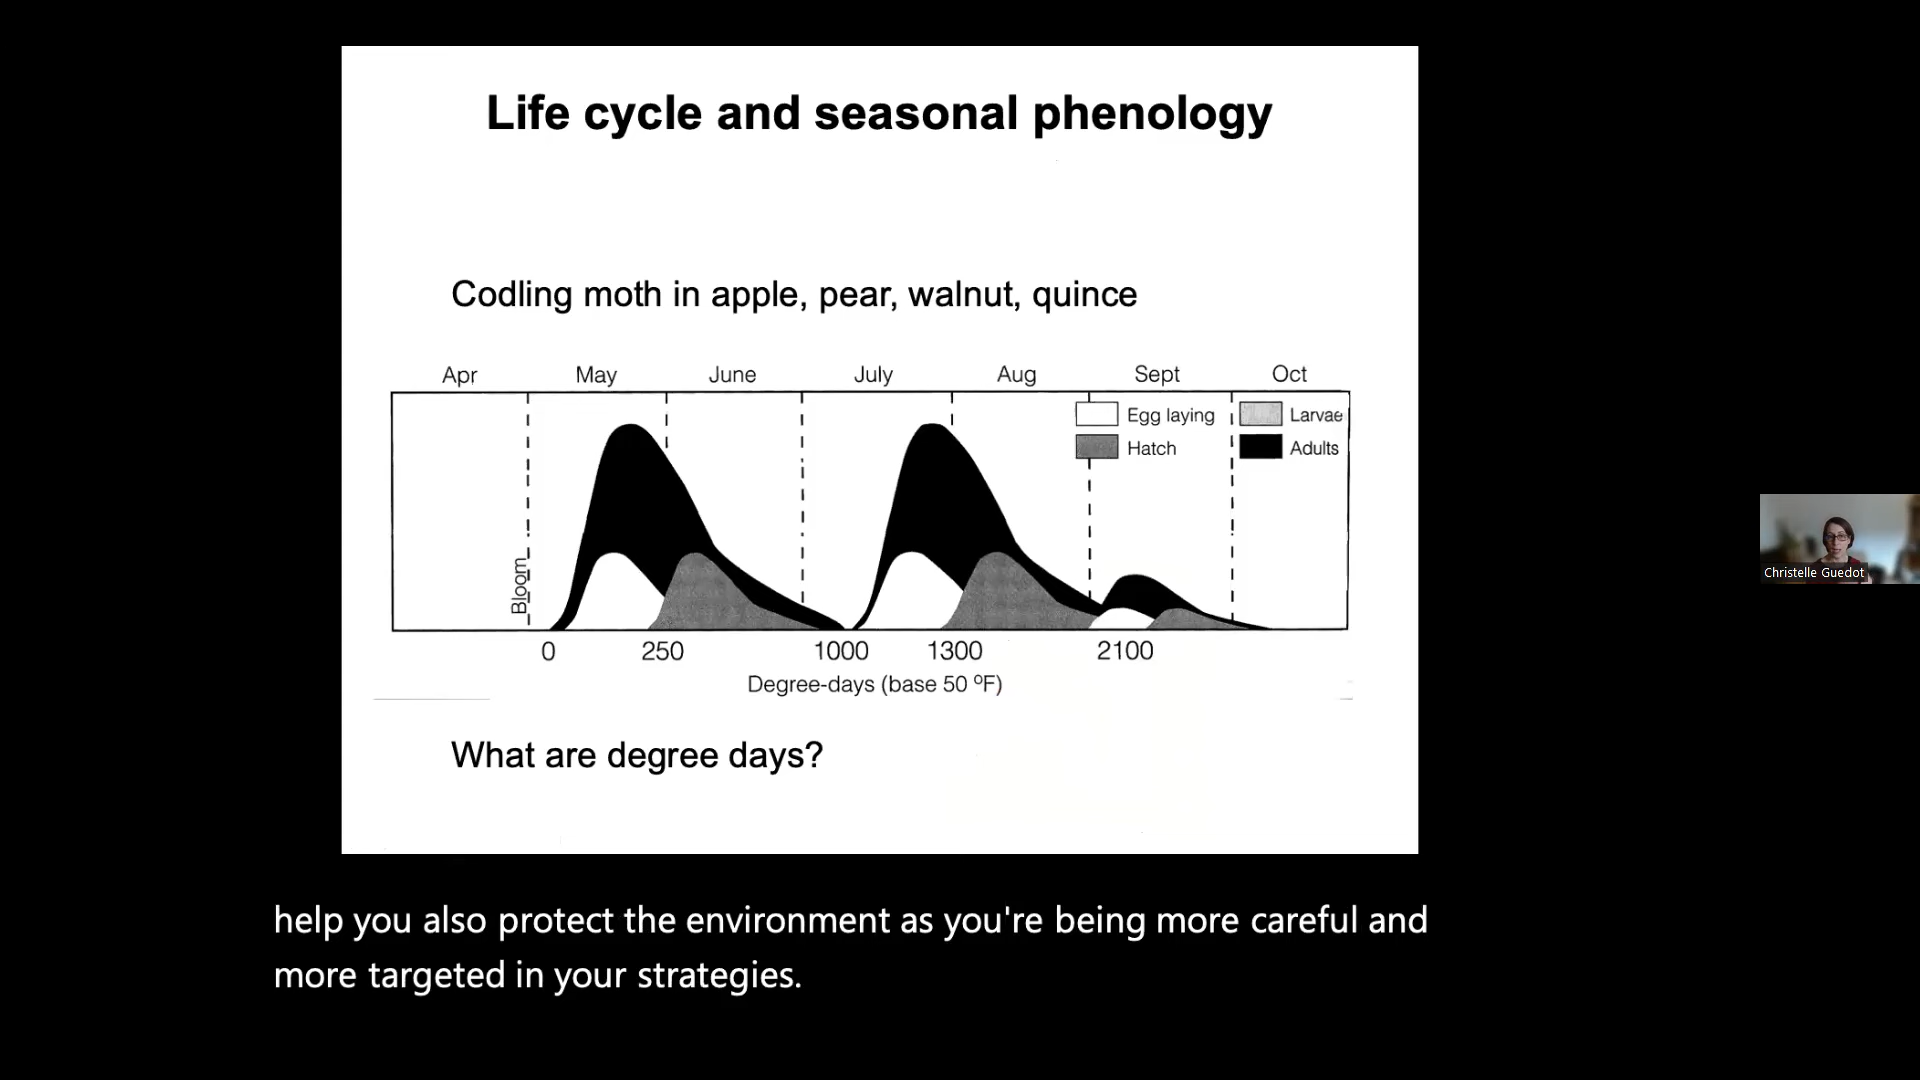 Life cycle and seasonal phenology
Codling moth in apple, pear, walnut, quince
Apr May June July Aug Sept Oct
Egg laying Larvae
Hatch Adults
Bloom
0 250 1000 1300 2100
Degree-days (base 50 ºF)
What are degree days?
Christelle Guedot
help you also protect the environment as you're being more careful and
more targeted in your strategies.